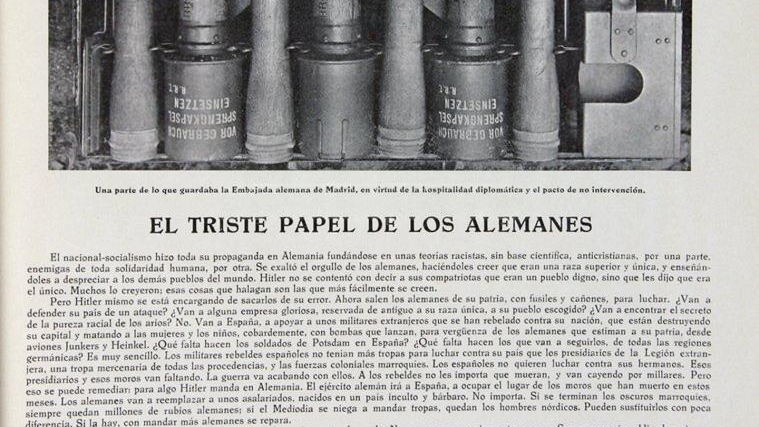 VOR GEBRAUCH
SPRENGKAPSEL
EINSETZEN
R.R.T.
VOR GEBRAUCH
SPRENGKAPSEL
EINSETZEN
R.R.T.
Una parte de lo que guardaba la Embajada alemana de Madrid, en virtud de la hospitalidad diplomática y el pacto de no intervención.
EL TRISTE PAPEL DE LOS ALEMANES
El nacional-socialismo hizo toda su propaganda en Alemania fundándose en unas teorías racistas, sin base científica, anticristianas, por una parte,
enemigas de toda solidaridad humana, por otra. Se exaltó el orgullo de los alemanes, haciéndoles creer que eran una raza superior y única, y enseñán-
doles a despreciar a los demás pueblos del mundo. Hitler no se contentó con decir a sus compatriotas que eran un pueblo digno, sino que les dijo que era
el único. Muchos lo creyeron; esas cosas que halagan son las que más fácilmente se creen.
Pero Hitler mismo se está encargando de sacarlos de su error. Ahora salen los alemanes de su patria, con fusiles y cañones, para luchar. ¿Van a
defender su país de un ataque? ¿Van a alguna empresa gloriosa, reservada de antiguo a su raza única, a su pueblo escogido? ¿Van a encontrar el secreto
de la pureza racial de los arios? No. Van a España, a apoyar a unos militares extranjeros que se han rebelado contra su nación, que están destruyendo
su capital y matando a las mujeres y los niños, cobardemente, con bombas que lanzan, para vergüenza de los alemanes que estiman a su patria, desde
aviones Junkers y Heinkel. ¿Qué falta hacen los soldados de Potsdam en España? ¿Qué falta hacen los que van a seguirlos, de todas las regiones
germánicas? Es muy sencillo. Los militares rebeldes españoles no tenían más tropas para luchar contra su país que los presidiarios de la Legión extran-
jera, una tropa mercenaria de todas las procedencias, y las fuerzas coloniales marroquíes. Los españoles no quieren luchar contra sus hermanos. Esos
presidiarios y esos moros van faltando. La guerra va acabando con ellos. A los rebeldes no les importa que mueran, y van cayendo por millares. Pero
eso se puede remediar: para algo Hitler manda en Alemania. El ejército alemán irá a España, a ocupar el lugar de los moros que han muerto en estos
meses. Los alemanes van a reemplazar a unos asalariados, nacidos en un país inculto y bárbaro. No importa. Si se terminan los oscuros marroquíes,
siempre quedan millones de rubios alemanes; si el Mediodía se niega a mandar tropas, quedan los hombres nórdicos. Pueden sustituirlos con poca
diferencia. Si la hay, con mandar más alemanes se repara.